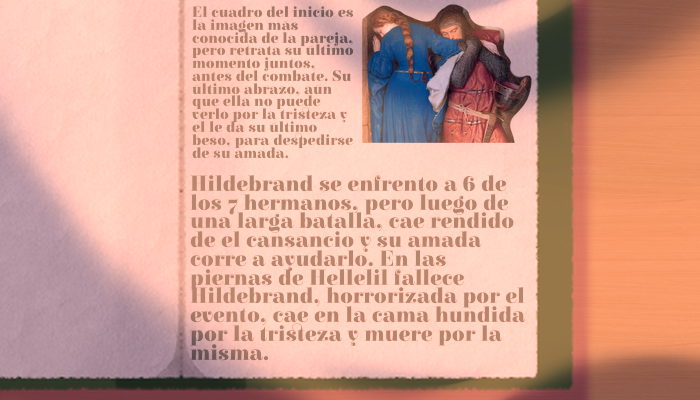 El cuadro del inicio es
la imagen mas
conocida de la pareja,
pero retrata su ultimo
momento juntos,
antes del combate. Su
ultimo abrazo, aun
que ella no puede
verlo por la tristeza y
el le da su ultimo
beso, para despedirse
de su amada.
Hildebrand se enfrento a 6 de
los 7 hermanos, pero luego de
una larga batalla, cae rendido
de el cansancio y su amada
corre a ayudarlo. En las
piernas de Hellelil fallece
Hildebrand, horrorizada por el
evento, cae en la cama hundida
por la tristeza y muere por la
misma.